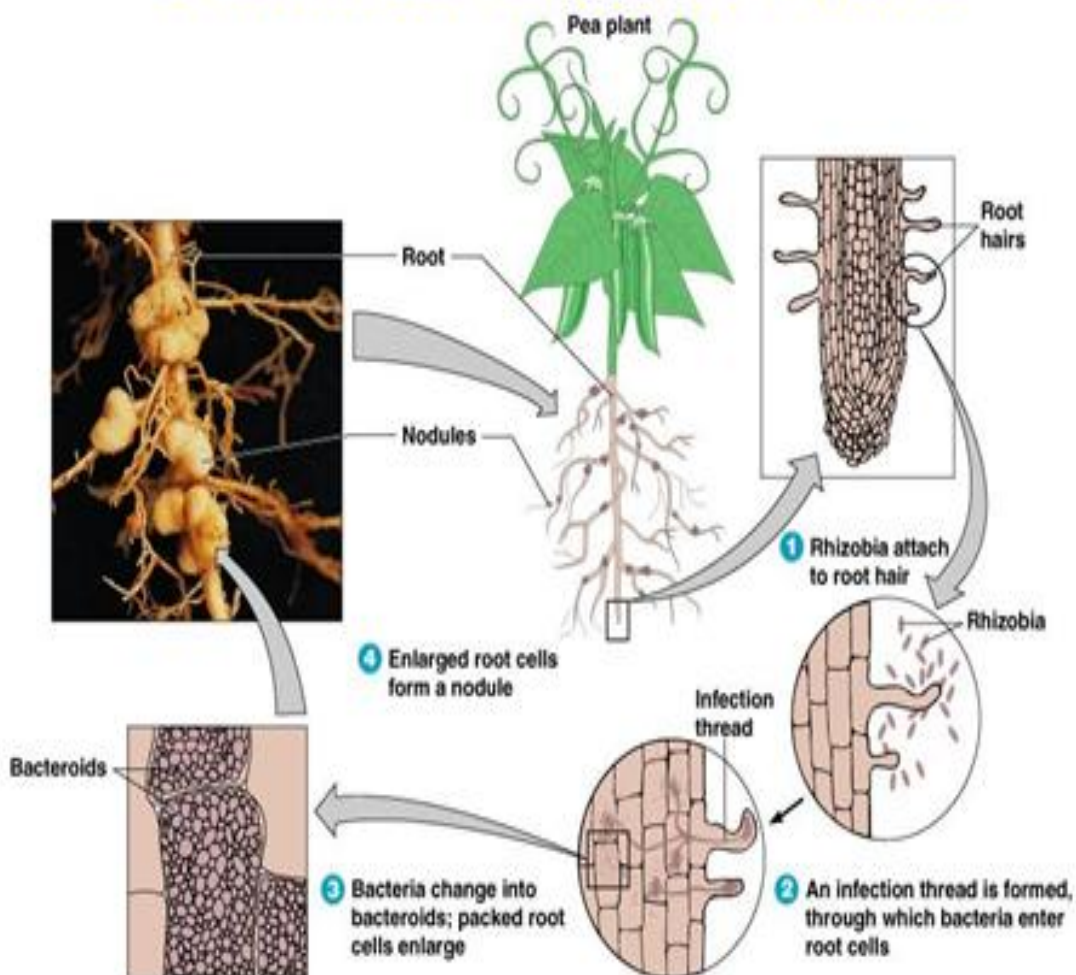 Pea plant
Root
hairs
Root
Nodules
1 Rhizobia attach
to root hair
Rhizobia
4 Enlarged root cells
form a nodule
Infection
thread
Bacteroids
3 Bacteria change into
bacteroids; packed root
cells enlarge
2 An infection thread is formed,
through which bacteria enter
root cells